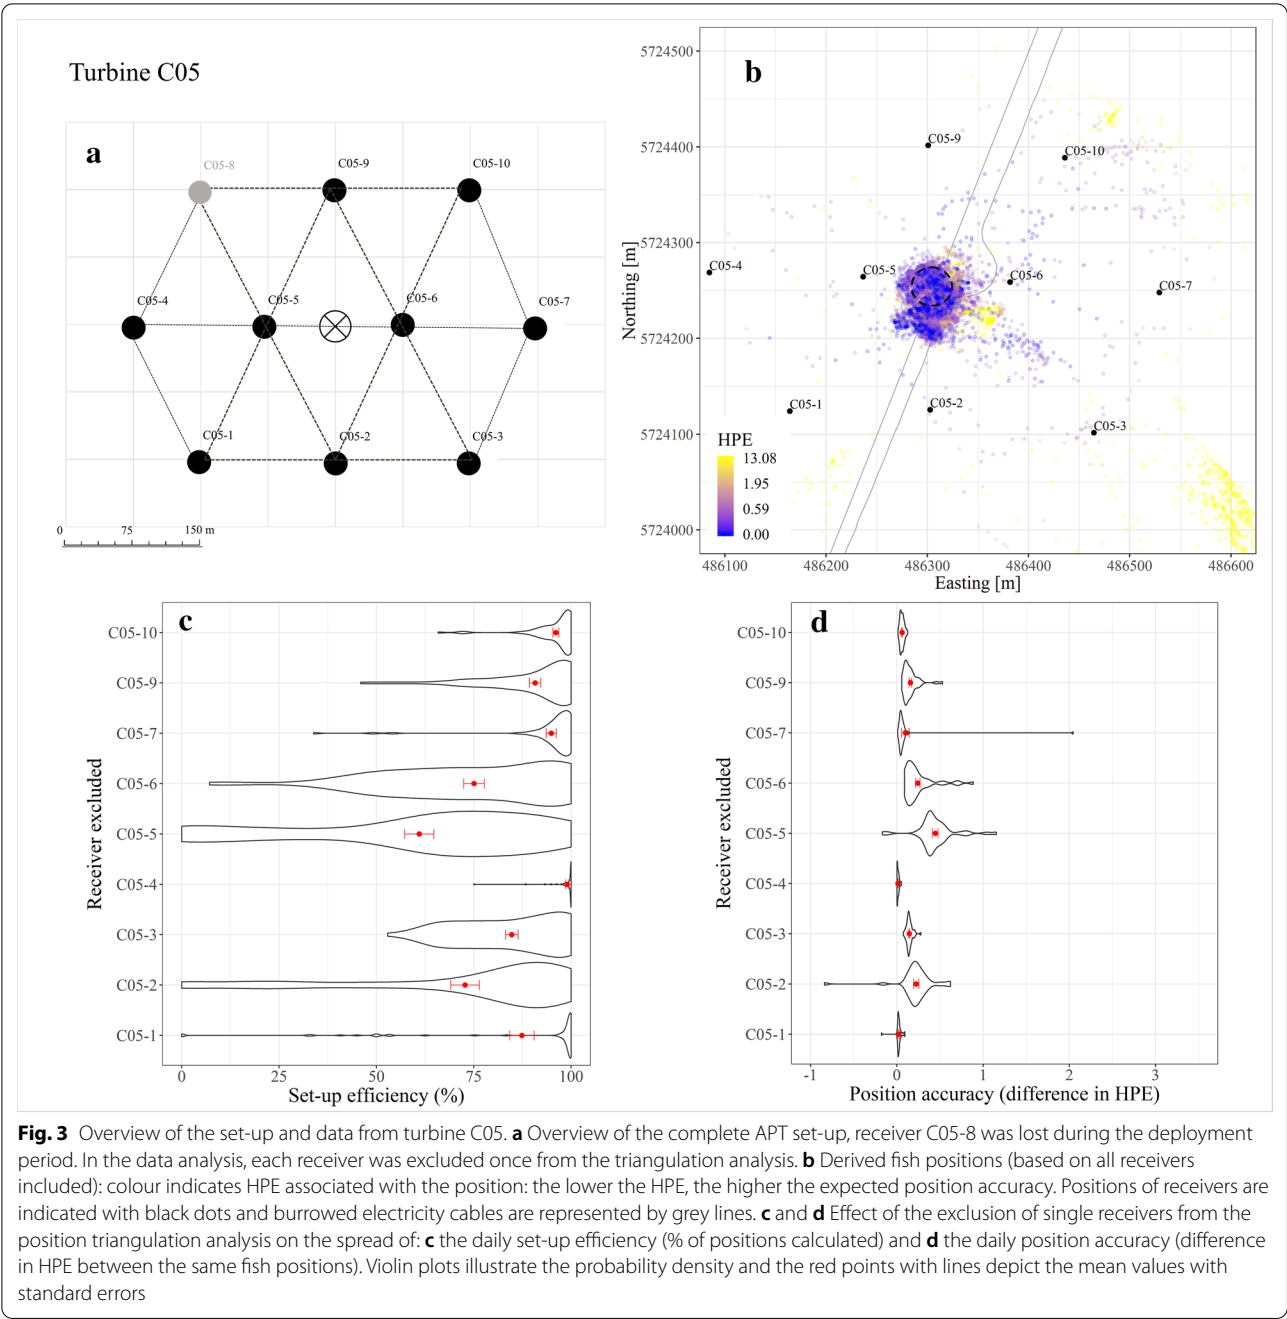 Turbine C05
a
C05-8
C05-9
C05-10
C05-4
C05-5
C05-6
C05-7
C05-1
C05-2
C05-3
0
75
150 m
b
5724500
5724400
5724300
5724200
5724100
5724000
Northing [m]
C05-9
C05-10
C05-4
C05-5
C05-6
C05-7
C05-1
C05-2
C05-3
HPE
13.08
1.95
0.59
0.00
486100
486200
486300
486400
486500
486600
Easting [m]
c
C05-10
C05-9
C05-7
C05-6
C05-5
C05-4
C05-3
C05-2
C05-1
Receiver excluded
0
25
50
75
100
Set-up efficiency (%)
d
C05-10
C05-9
C05-7
C05-6
C05-5
C05-4
C05-3
C05-2
C05-1
Receiver excluded
-1
0
1
2
3
Position accuracy (difference in HPE)
Fig. 3 Overview of the set-up and data from turbine C05. a Overview of the complete APT set-up, receiver C05-8 was lost during the deployment
period. In the data analysis, each receiver was excluded once from the triangulation analysis. b Derived fish positions (based on all receivers
included): colour indicates HPE associated with the position: the lower the HPE, the higher the expected position accuracy. Positions of receivers are
indicated with black dots and burrowed electricity cables are represented by grey lines. c and d Effect of the exclusion of single receivers from the
position triangulation analysis on the spread of: c the daily set-up efficiency (% of positions calculated) and d the daily position accuracy (difference
in HPE between the same fish positions). Violin plots illustrate the probability density and the red points with lines depict the mean values with
standard errors